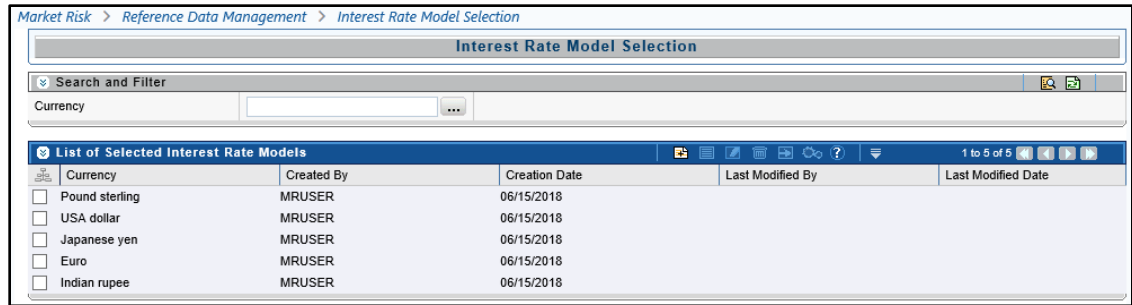 Market Risk > Reference Data Management > Interest Rate Model Selection
Interest Rate Model Selection
Search and Filter
Currency ...
List of Selected Interest Rate Models ? 1 to 5 of 5
Currency Created By Creation Date Last Modified By Last Modified Date
Pound sterling MRUSER 06/15/2018
USA dollar MRUSER 06/15/2018
Japanese yen MRUSER 06/15/2018
Euro MRUSER 06/15/2018
Indian rupee MRUSER 06/15/2018